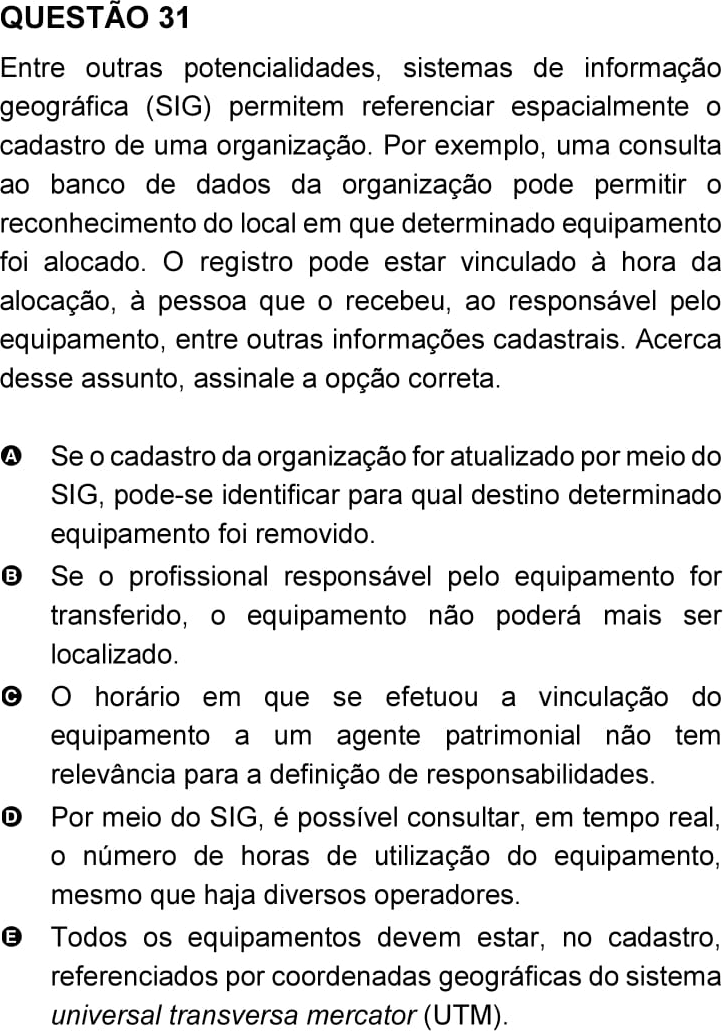 QUESTÃO 31
Entre outras potencialidades, sistemas de informação
geográfica (SIG) permitem referenciar espacialmente o
cadastro de uma organização. Por exemplo, uma consulta
ao banco de dados da organização pode permitir o
reconhecimento do local em que determinado equipamento
foi alocado. O registro pode estar vinculado à hora da
alocação, à pessoa que o recebeu, ao responsável pelo
equipamento, entre outras informações cadastrais. Acerca
desse assunto, assinale a opção correta.
A Se o cadastro da organização for atualizado por meio do
SIG, pode-se identificar para qual destino determinado
equipamento foi removido.
B Se o profissional responsável pelo equipamento for
transferido, o equipamento não poderá mais ser
localizado.
C O horário em que se efetuou a vinculação do
equipamento a um agente patrimonial não tem
relevância para a definição de responsabilidades.
D Por meio do SIG, é possível consultar, em tempo real,
o número de horas de utilização do equipamento,
mesmo que haja diversos operadores.
E Todos os equipamentos devem estar, no cadastro,
referenciados por coordenadas geográficas do sistema
universal transversa mercator (UTM).